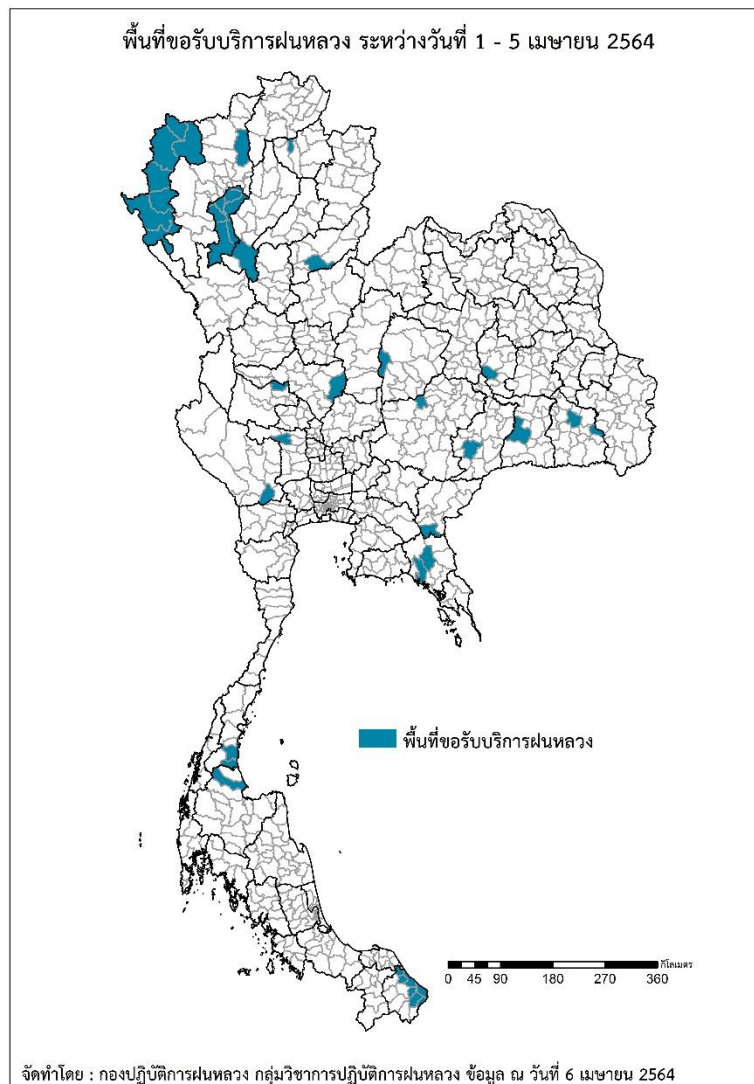 พื้นที่ขอรับบริการฝนหลวง ระหว่างวันที่ 1 - 5 เมษายน 2564
พื้นที่ขอรับบริการฝนหลวง
กิโลเมตร
0 45 90 180 270 360
จัดทำโดย : กองปฏิบัติการฝนหลวง กลุ่มวิชาการปฏิบัติการฝนหลวง ข้อมูล ณ วันที่ 6 เมษายน 2564